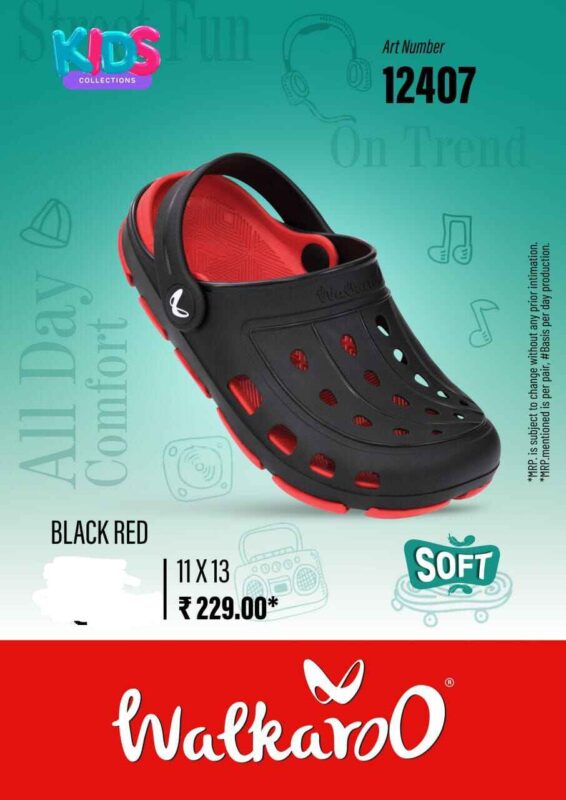 Street Fun
KIDS
COLLECTIONS
Art Number
12407
On Trend
Walkaroo
All Day
Comfort
*MRP. is subject to change without any prior intimation.
*MRP.mentioned is per pair, #Basis per day production.
BLACK RED
11 X 13
₹ 229.00*
SOFT
Walkaroo®